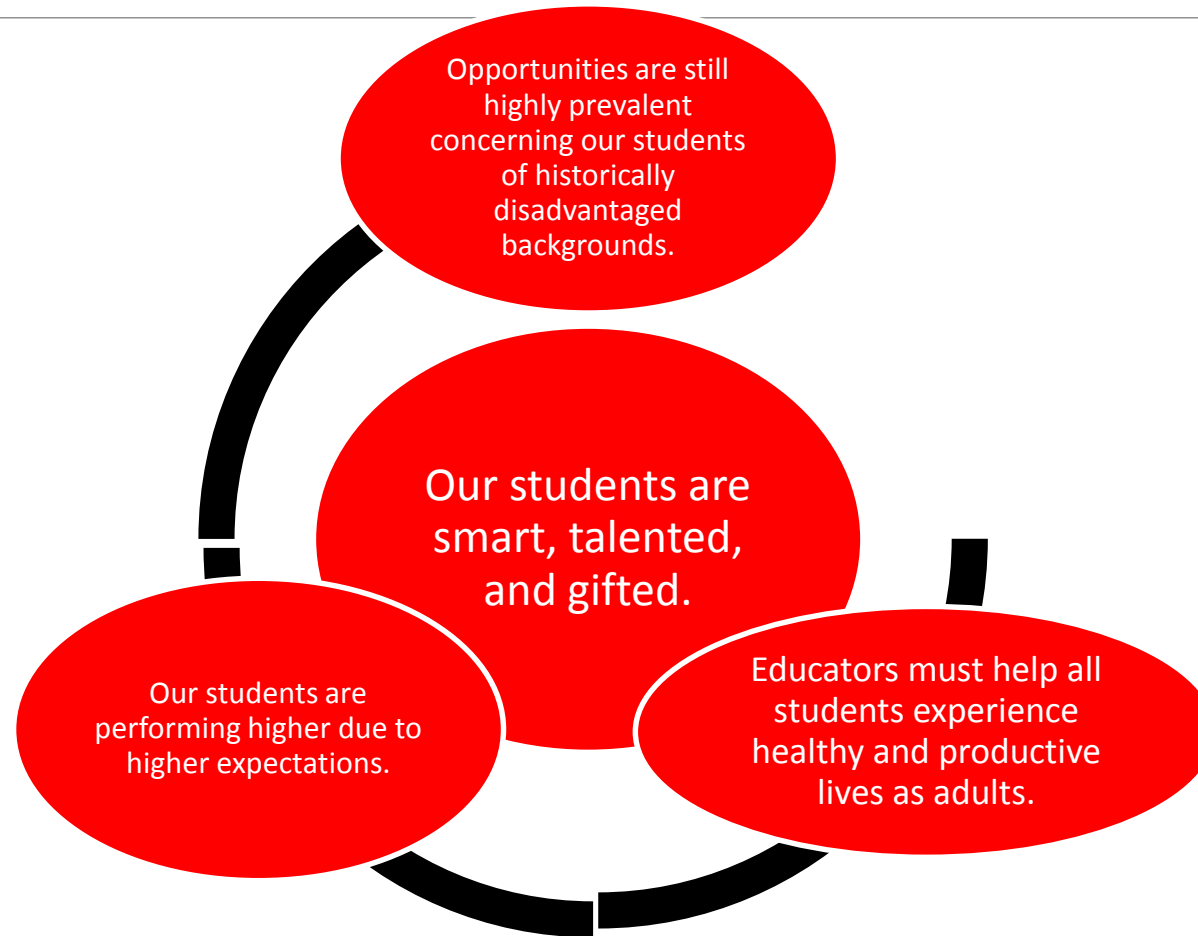 Opportunities are still
highly prevalent
concerning our students
of historically
disadvantaged
backgrounds.
Our students are
smart, talented,
and gifted.
Our students are
performing higher due to
higher expectations.
Educators must help all
students experience
healthy and productive
lives as adults.